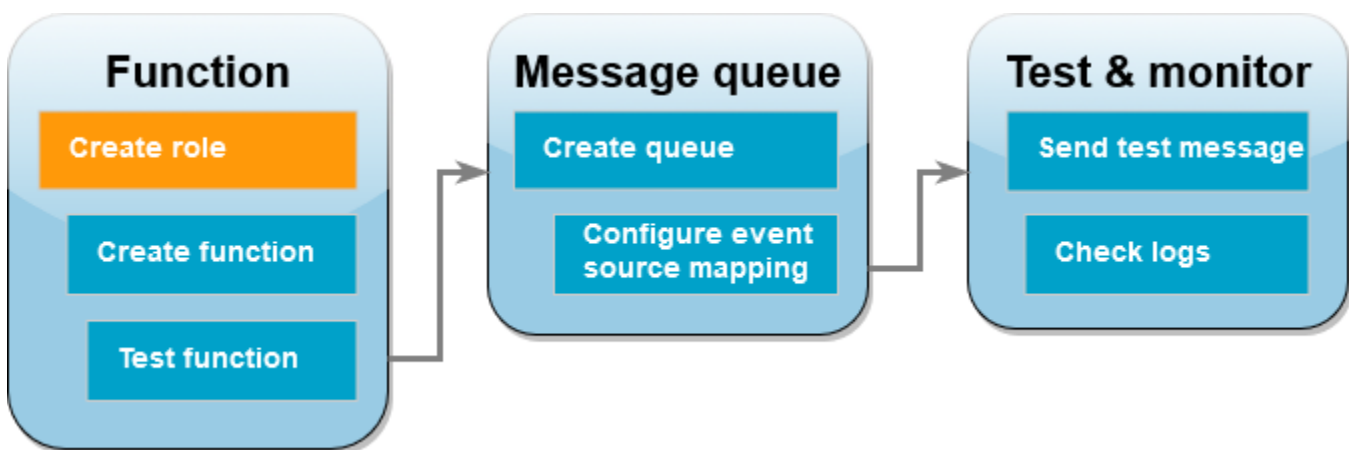 Function
Create role
Create function
Test function
Message queue
Create queue
Configure event
source mapping
Test & monitor
Send test message
Check logs